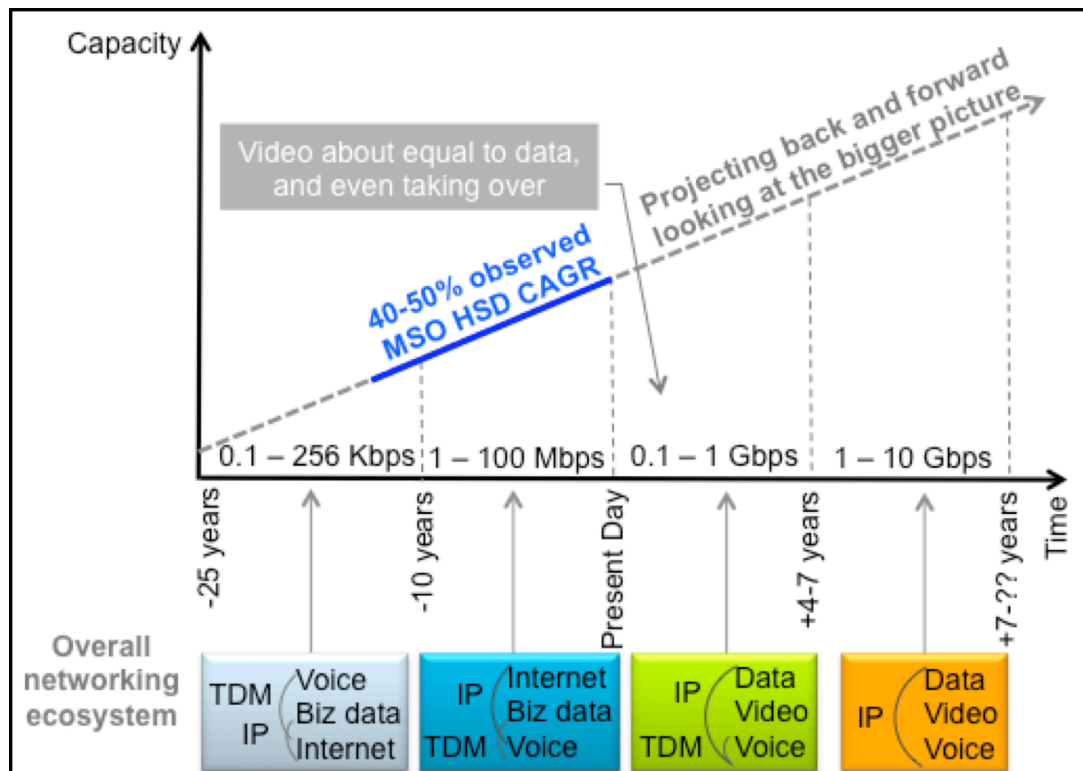 Capacity
Projecting back and forward
looking at the bigger picture
Video about equal to data,
and even taking over
40-50% observed
MSO HSD CAGR
0.1 – 256 Kbps
1 – 100 Mbps
0.1 – 1 Gbps
1 – 10 Gbps
-25 years
-10 years
Present Day
+4-7 years
+7-?? years
Time
Overall
networking
ecosystem
TDM
IP
Voice
Biz data
Internet
IP
TDM
Internet
Biz data
Voice
IP
TDM
Data
Video
Voice
IP
Data
Video
Voice